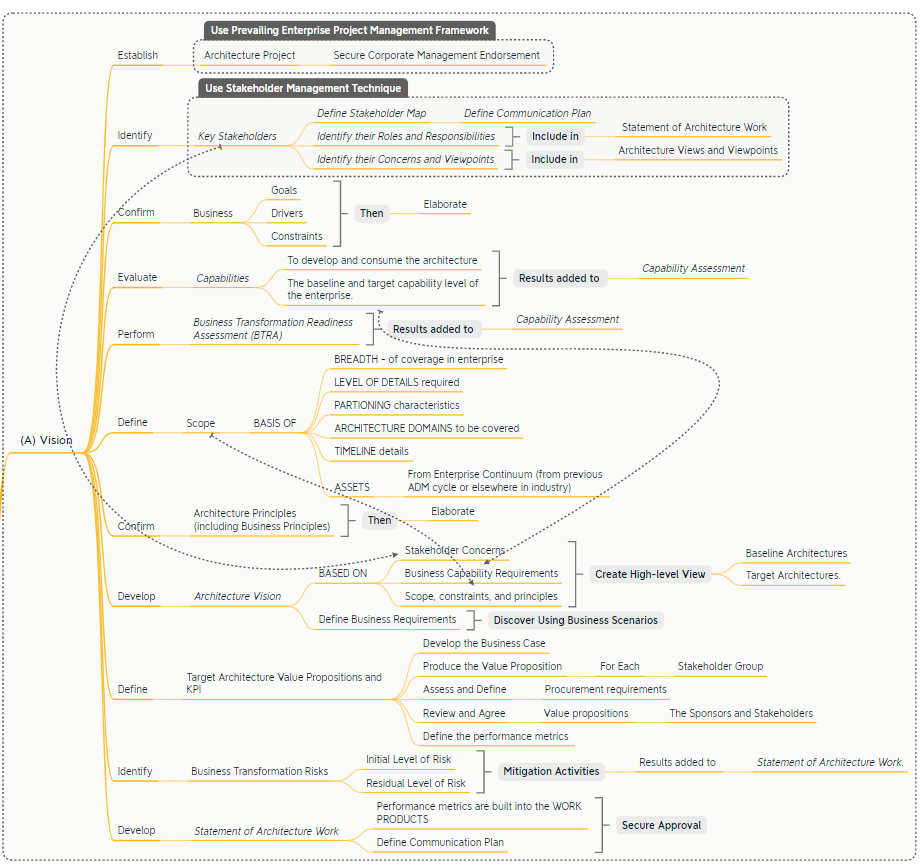 Use Prevailing Enterprise Project Management Framework
Establish
Architecture Project
Secure Corporate Management Endorsement
Use Stakeholder Management Technique
Identify
Key Stakeholders
Define Stakeholder Map
Define Communication Plan
Identify their Roles and Responsibilities
Include in
Statement of Architecture Work
Identify their Concerns and Viewpoints
Include in
Architecture Views and Viewpoints
Confirm
Business
Goals
Drivers
Constraints
Then
Elaborate
Evaluate
Capabilities
To develop and consume the architecture
The baseline and target capability level of
the enterprise.
Results added to
Capability Assessment
Perform
Business Transformation Readiness
Assessment (BTRA)
Results added to
Capability Assessment
(A) Vision
Define
Scope
BASIS OF
BREADTH - of coverage in enterprise
LEVEL OF DETAILS required
PARTIONING characteristics
ARCHITECTURE DOMAINS to be covered
TIMELINE details
ASSETS
From Enterprise Continuum (from previous
ADM cycle or elsewhere in industry)
Confirm
Architecture Principles
(including Business Principles)
Then
Elaborate
Develop
Architecture Vision
BASED ON
Stakeholder Concerns
Business Capability Requirements
Scope, constraints, and principles
Create High-level View
Baseline Architectures
Target Architectures.
Define Business Requirements
Discover Using Business Scenarios
Define
Target Architecture Value Propositions and
KPI
Develop the Business Case
Produce the Value Proposition
For Each
Stakeholder Group
Assess and Define
Procurement requirements
Review and Agree
Value propositions
The Sponsors and Stakeholders
Define the performance metrics
Identify
Business Transformation Risks
Initial Level of Risk
Residual Level of Risk
Mitigation Activities
Results added to
Statement of Architecture Work.
Develop
Statement of Architecture Work
Performance metrics are built into the WORK
PRODUCTS
Define Communication Plan
Secure Approval